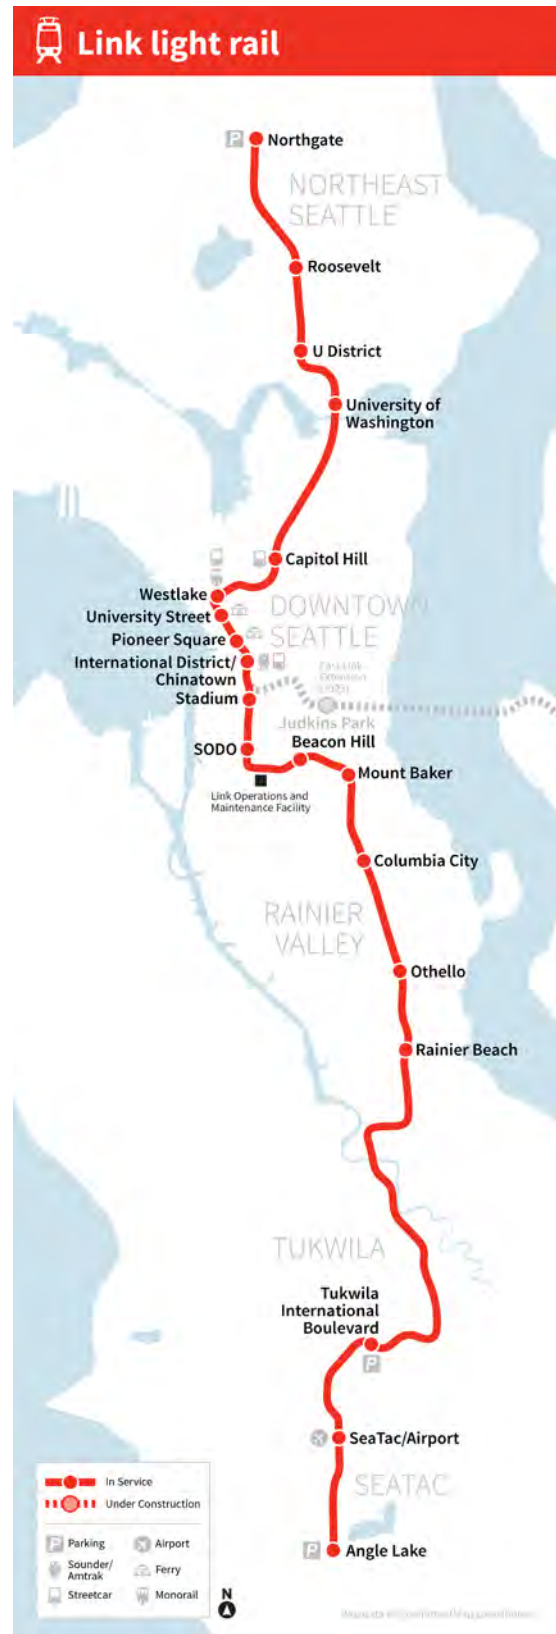 Link light rail
Northgate
NORTHEAST
SEATTLE
Roosevelt
U District
University of
Washington
Capitol Hill
Westlake
DOWNTOWN
SEATTLE
University Street
Pioneer Square
International District/
Chinatown
East Link
Extension
Stadium
Judkins Park
SODO
Beacon Hill
Mount Baker
Link Operations and
Maintenance Facility
Columbia City
RAINIER
VALLEY
Othello
Rainier Beach
TUKWILA
Tukwila
International
Boulevard
P
SeaTac/Airport
SEATAC
Angle Lake
In Service
Under Construction
P Parking
Airport
Sounder/
Amtrak
Ferry
Streetcar
Monorail
N